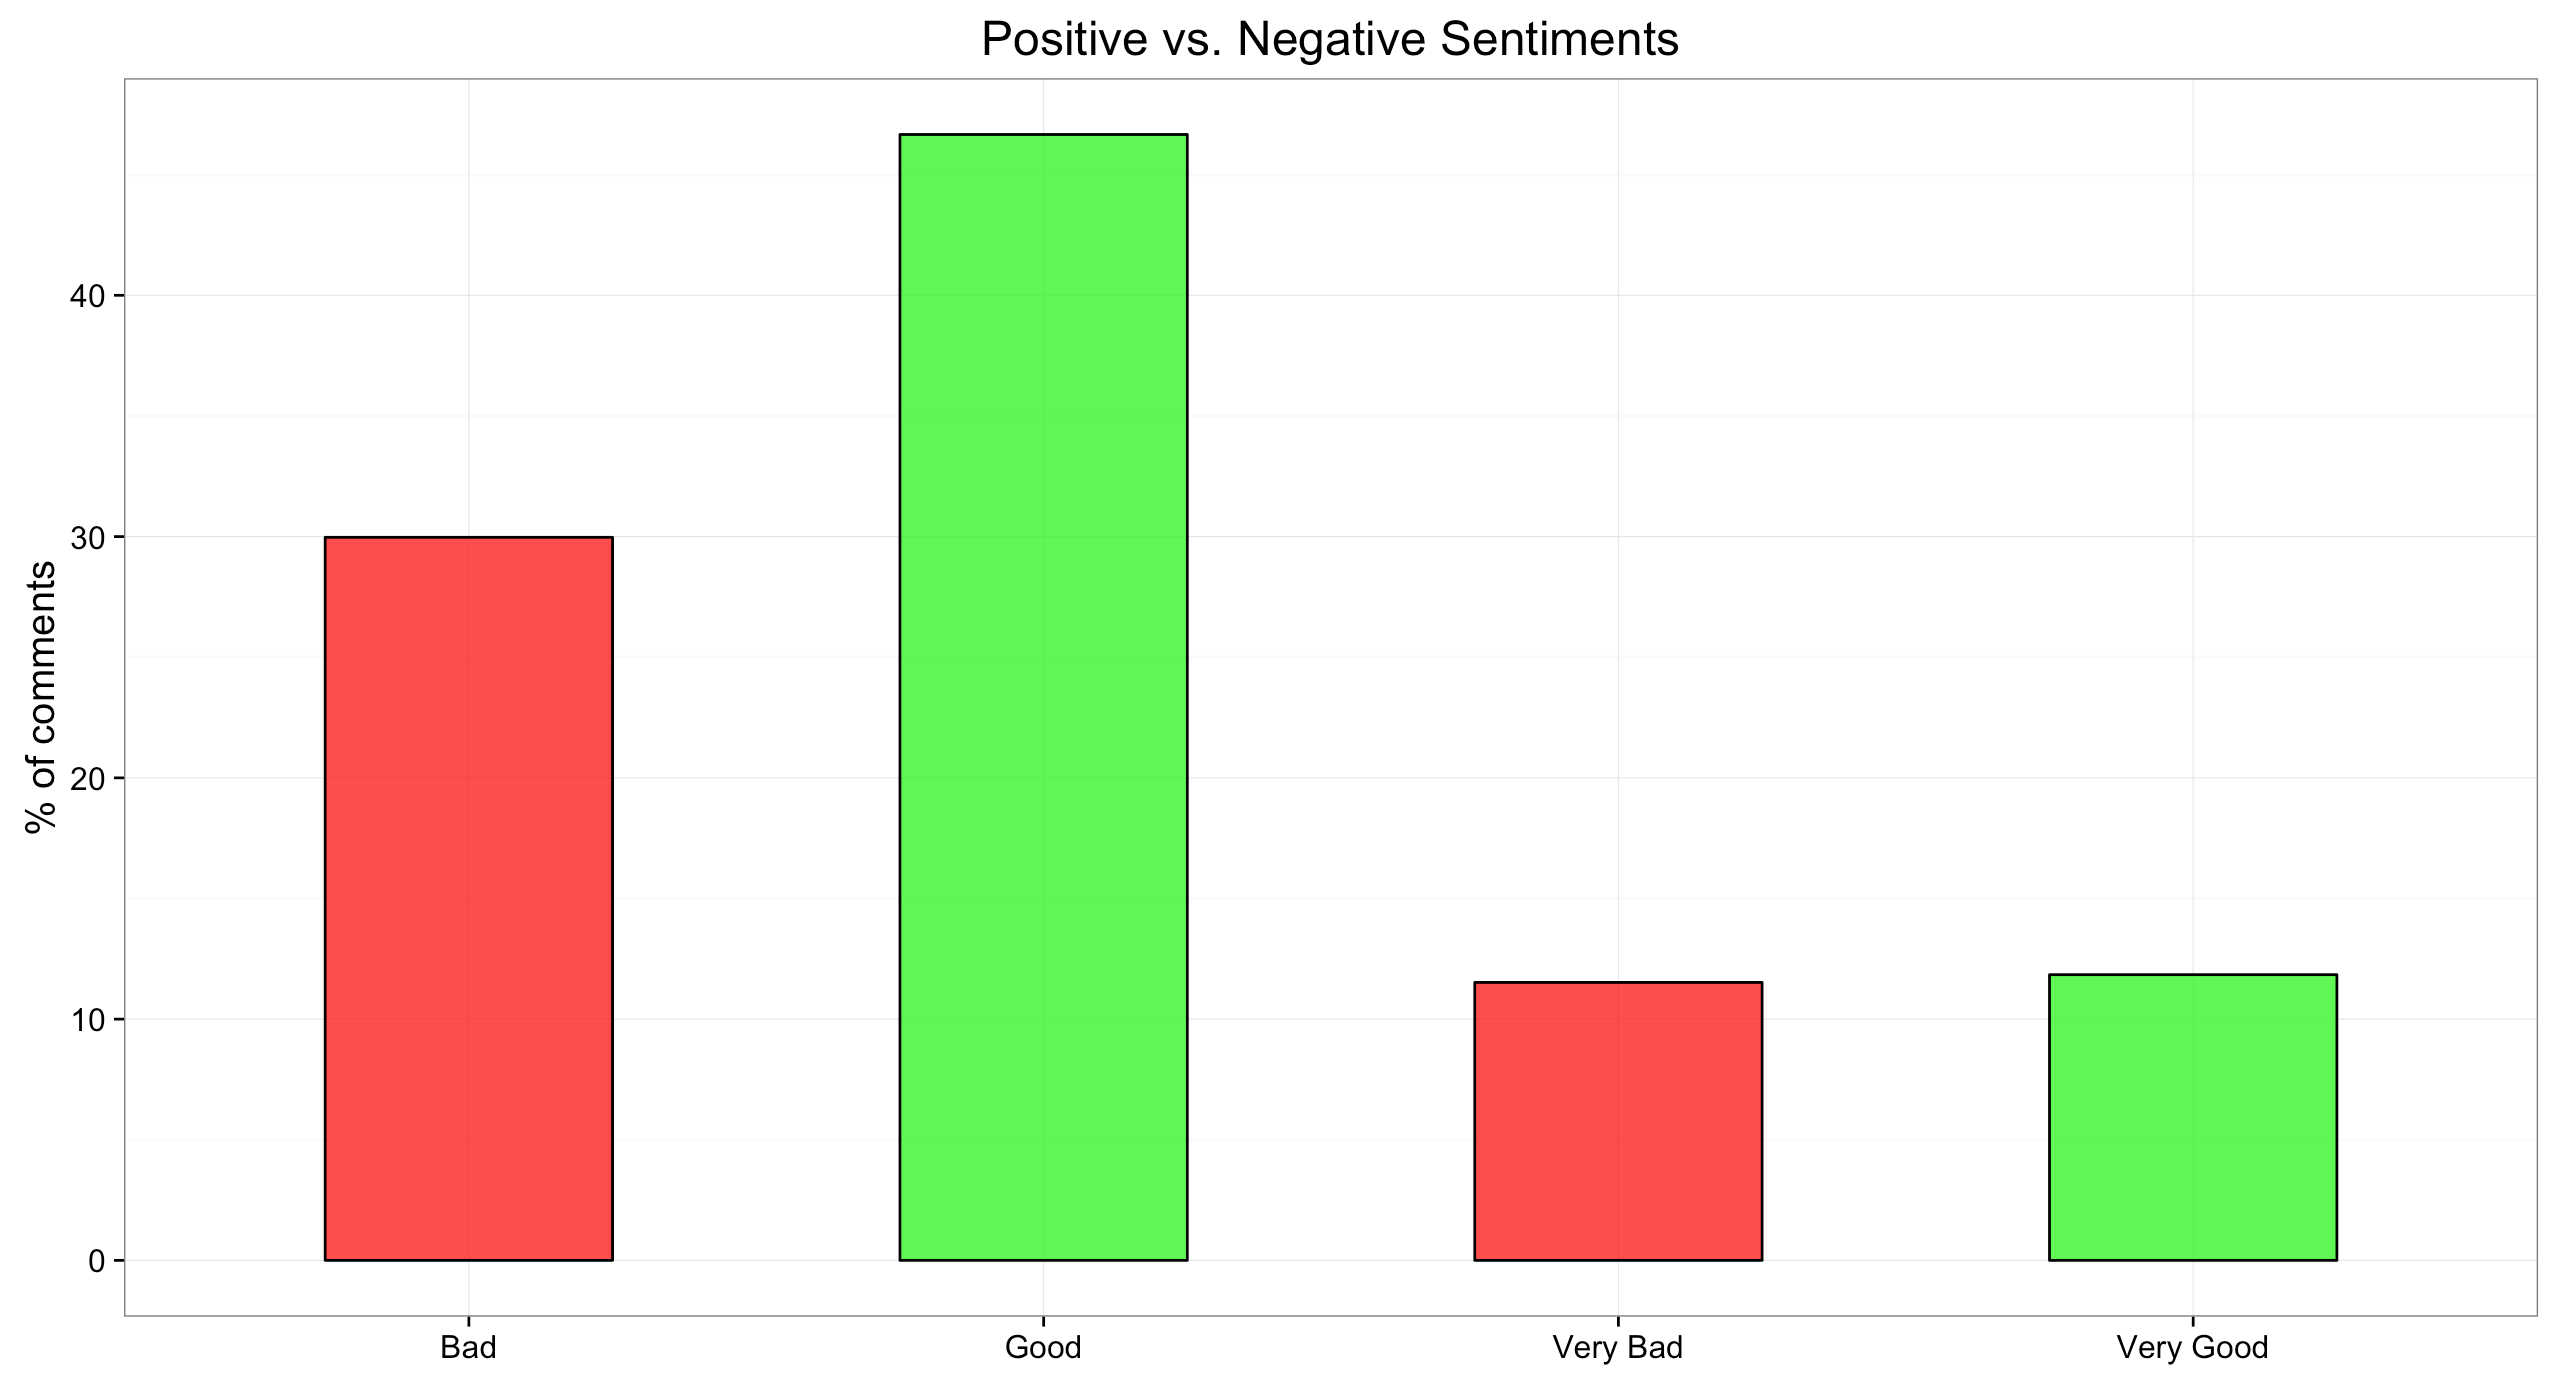 Positive vs. Negative Sentiments
% of comments
40
30
20
10
0
Bad
Good
Very Bad
Very Good